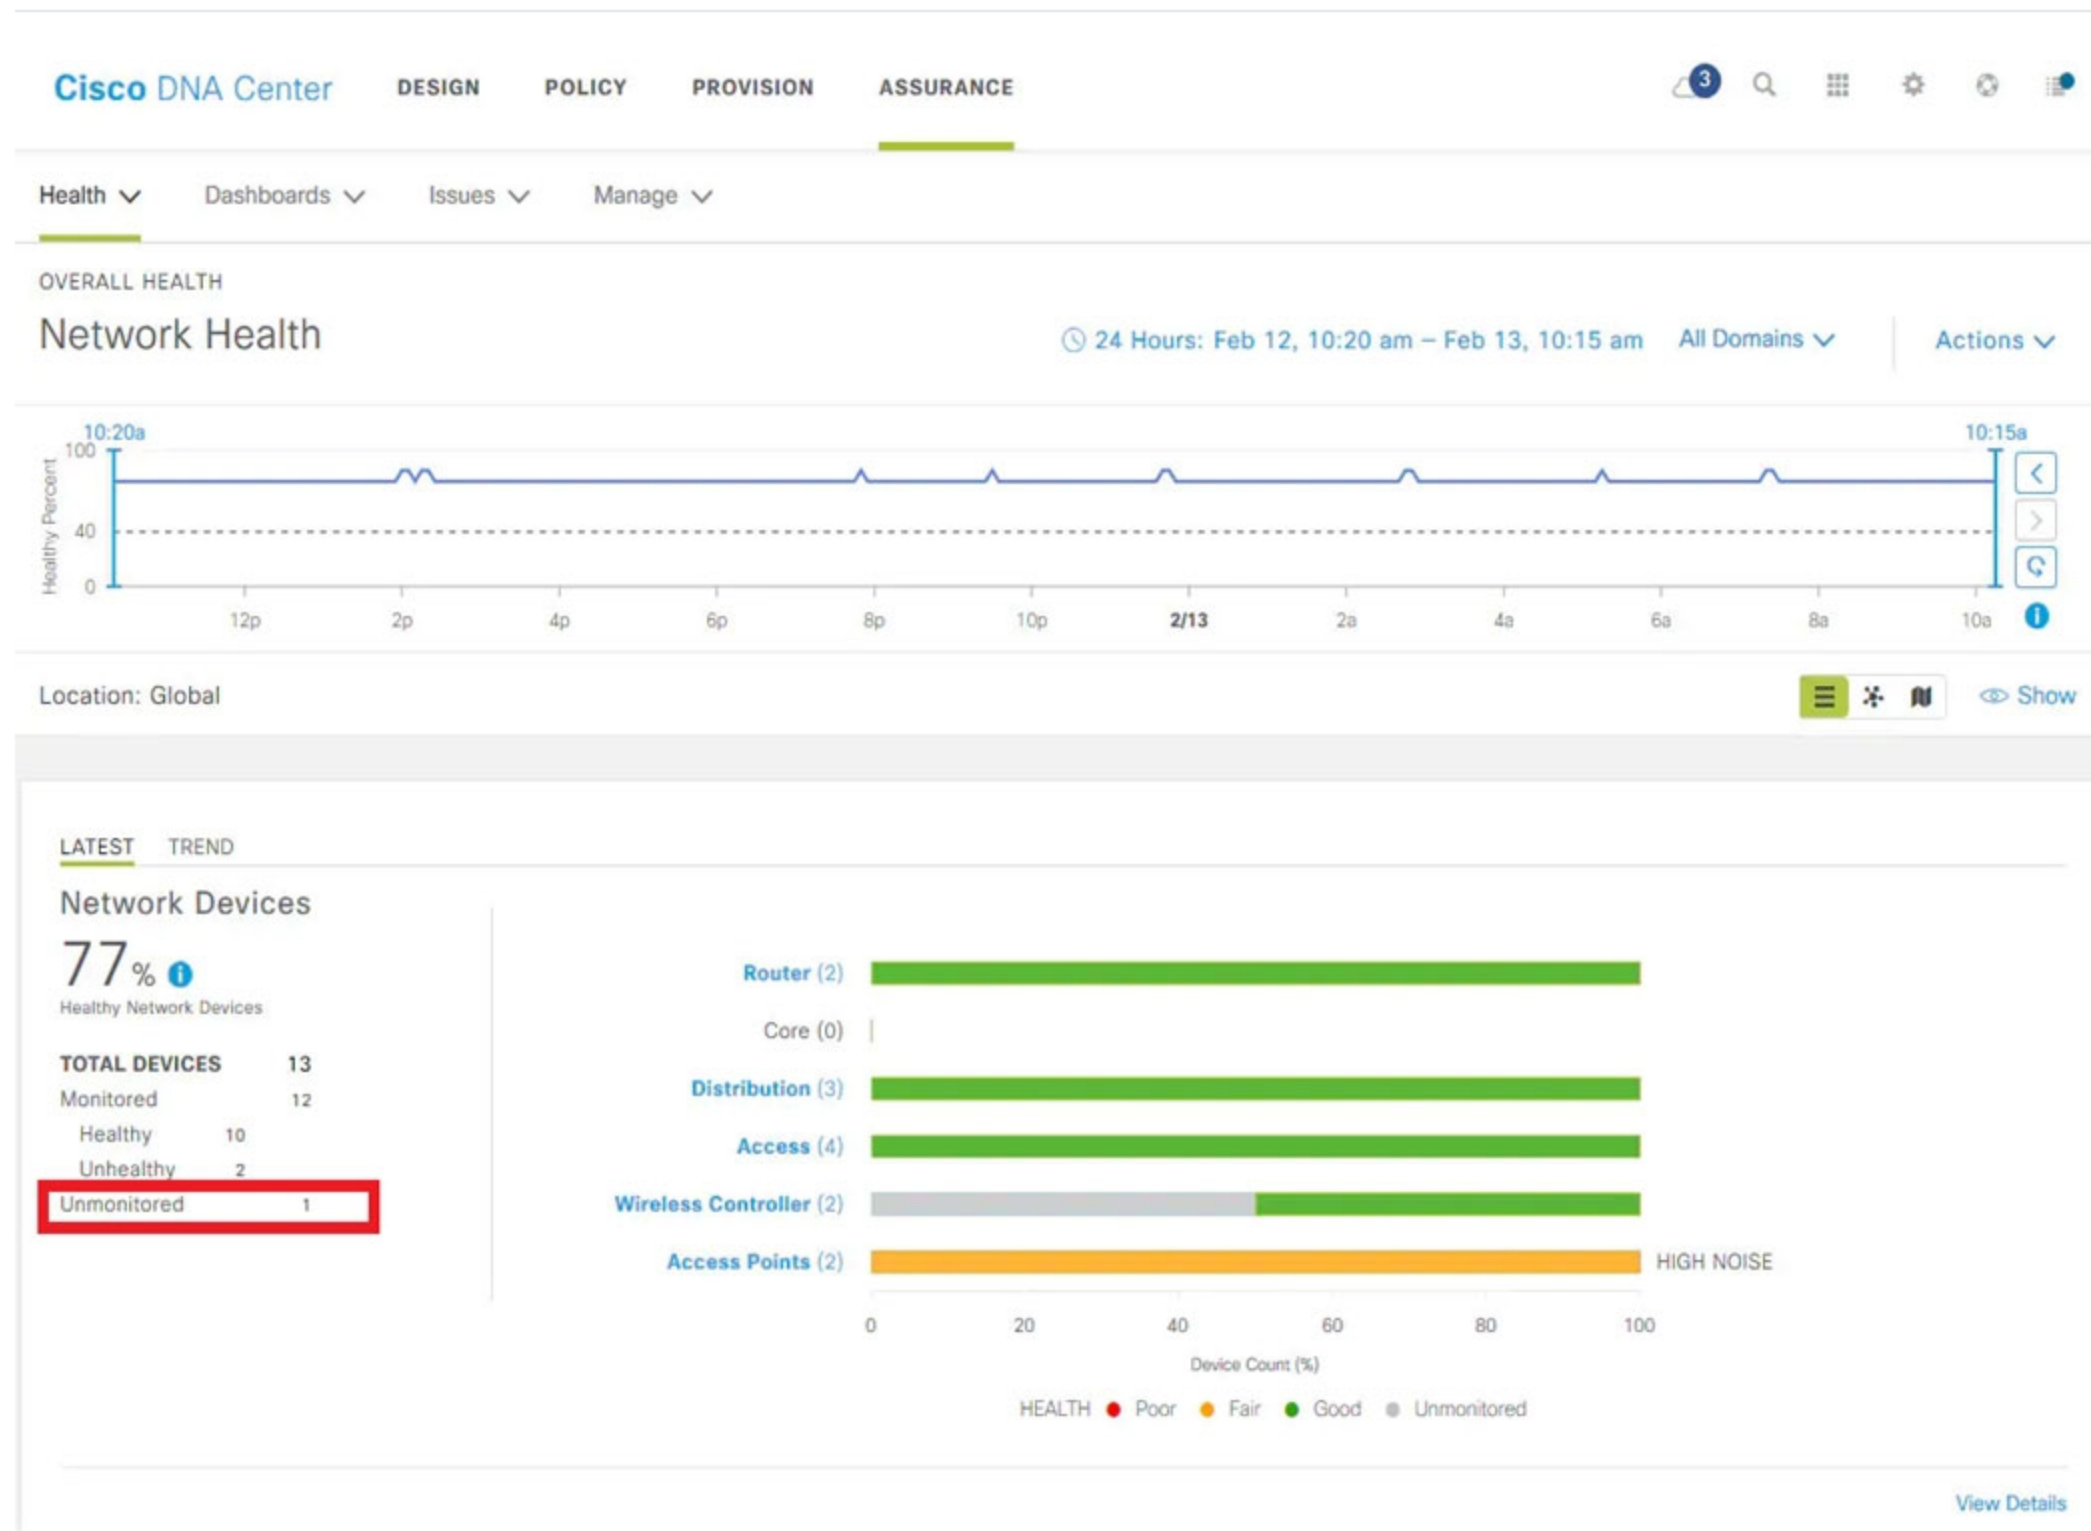 Cisco DNA Center DESIGN POLICY PROVISION ASSURANCE 3
Health Dashboards Issues Manage
OVERALL HEALTH
Network Health
24 Hours: Feb 12, 10:20 am – Feb 13, 10:15 am All Domains Actions
10:20a 10:15a
Healthy Percent
100
40
0
12p 2p 4p 6p 8p 10p 2/13 2a 4a 6a 8a 10a
Location: Global
Show
LATEST TREND
Network Devices
77%
Healthy Network Devices
TOTAL DEVICES 13
Monitored 12
Healthy 10
Unhealthy 2
Unmonitored 1
Router (2)
Core (0)
Distribution (3)
Access (4)
Wireless Controller (2)
Access Points (2) HIGH NOISE
0 20 40 60 80 100
Device Count (%)
HEALTH Poor Fair Good Unmonitored
View Details